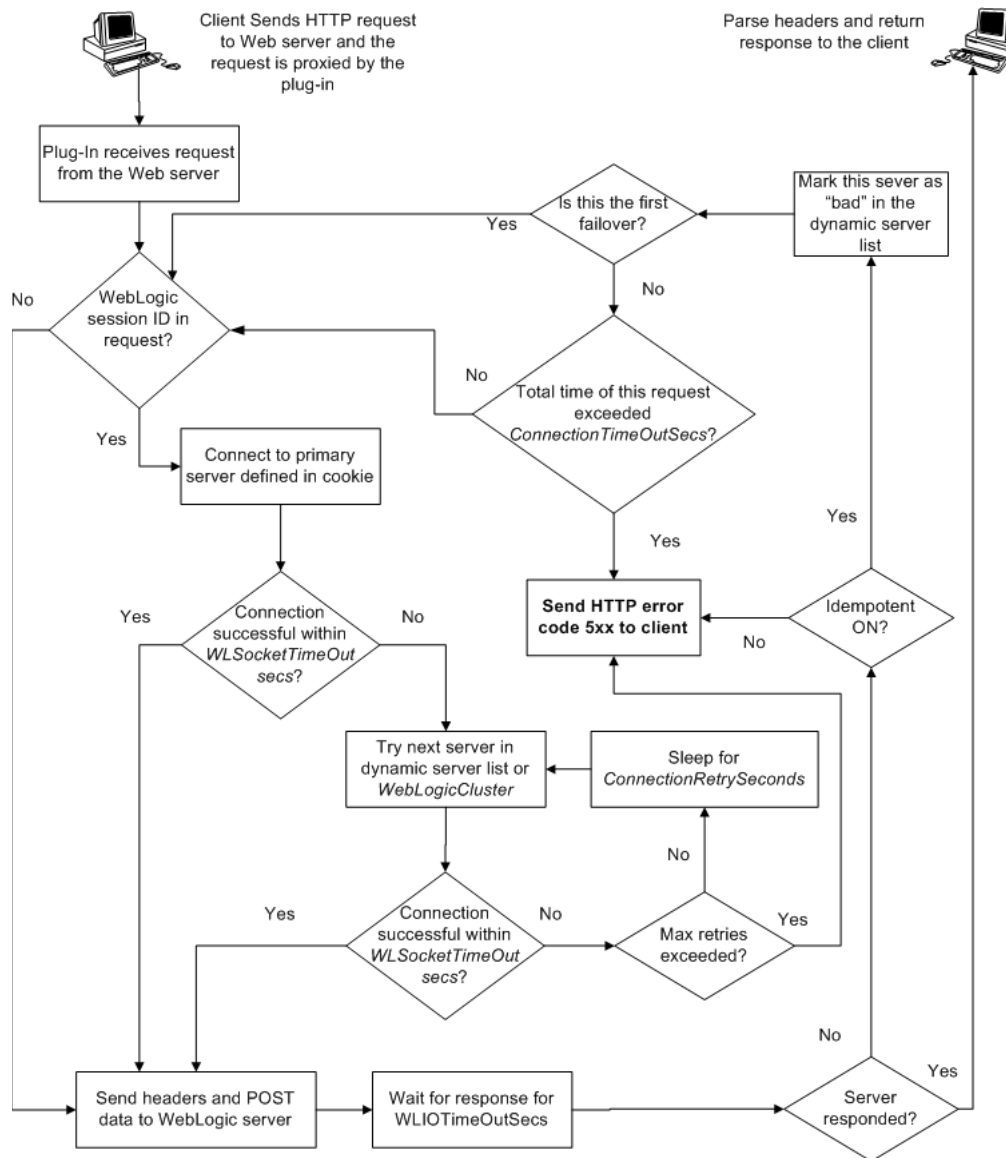 Client Sends HTTP request
to Web server and the
request is proxied by the
plug-in
Parse headers and return
response to the client
Plug-In receives request
from the Web server
Is this the first
failover?
Mark this sever as
“bad” in the
dynamic server
list
Yes
No
No
WebLogic
session ID in
request?
No
Total time of this request
exceeded
ConnectionTimeOutSecs?
Yes
Connect to primary
server defined in cookie
Yes
Yes
Send HTTP error
code 5xx to client
Idempotent
ON?
No
Yes
Connection
successful within
WLSocketTimeOut
secs?
No
Try next server in
dynamic server list or
WebLogicCluster
Sleep for
ConnectionRetrySeconds
No
Yes
Connection
successful within
WLSocketTimeOut
secs?
No
Max retries
exceeded?
Yes
No
Yes
Send headers and POST
data to WebLogic server
Wait for response for
WLIOTimeOutSecs
Server
responded?